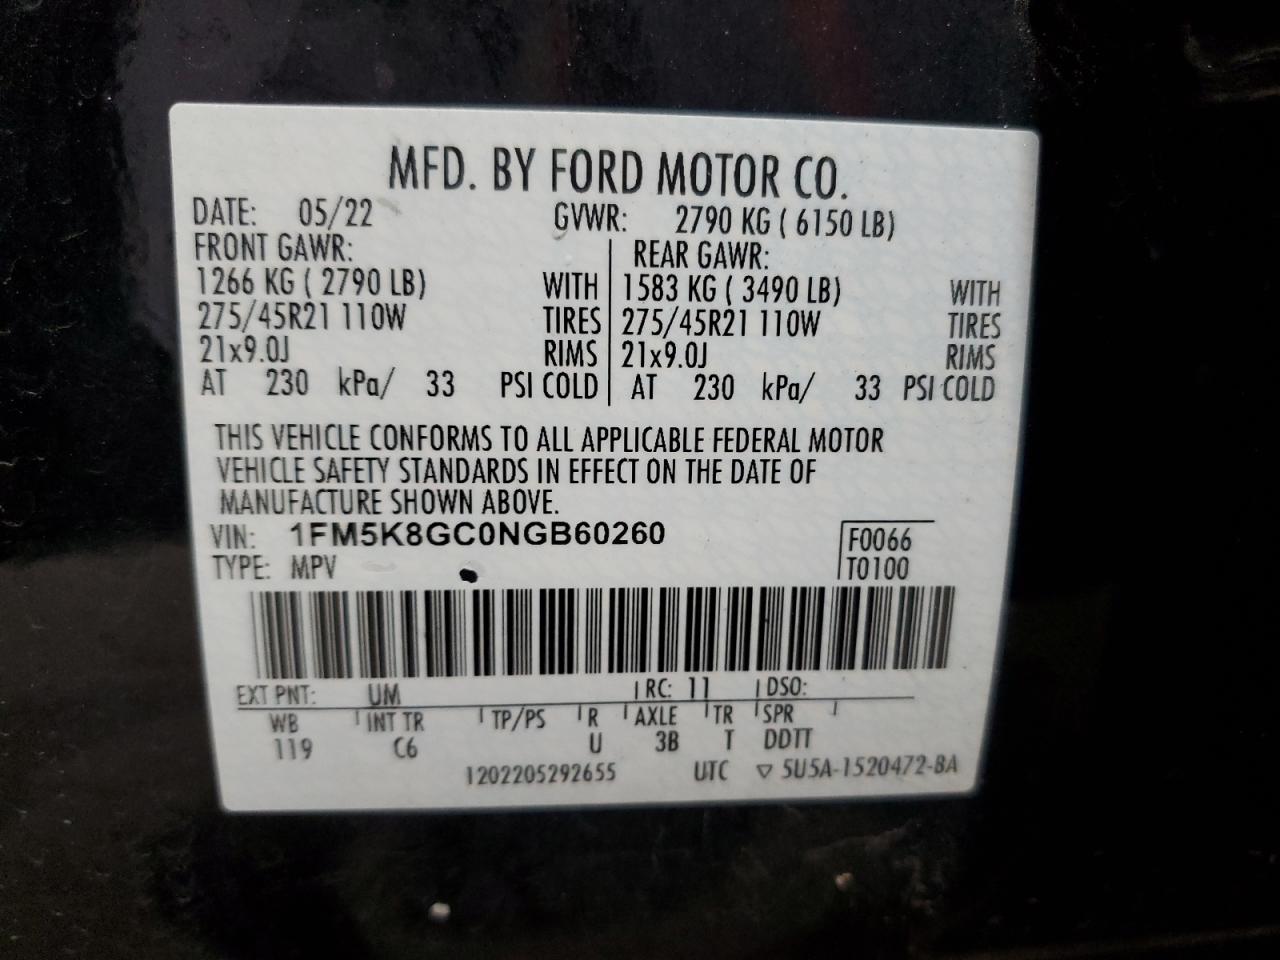 MFD. BY FORD MOTOR CO.
DATE: 05/22 GVWR: 2790 KG ( 6150 LB)
FRONT GAWR: REAR GAWR:
1266 KG ( 2790 LB) WITH 1583 KG ( 3490 LB) WITH
275/45R21 110W TIRES 275/45R21 110W TIRES
21x9.0J RIMS 21x9.0J RIMS
AT 230 kPa/ 33 PSI COLD AT 230 kPa/ 33 PSI COLD
THIS VEHICLE CONFORMS TO ALL APPLICABLE FEDERAL MOTOR
VEHICLE SAFETY STANDARDS IN EFFECT ON THE DATE OF
MANUFACTURE SHOWN ABOVE.
VIN: 1FM5K8GC0NGB60260 F0066
TYPE: MPV T0100
EXT PNT: UM RC: 11 DSO:
WB INT TR TP/PS R AXLE TR SPR
119 C6 U 3B T DDTT
1202205292655 UTC ▽ 5U5A-1520472-BA